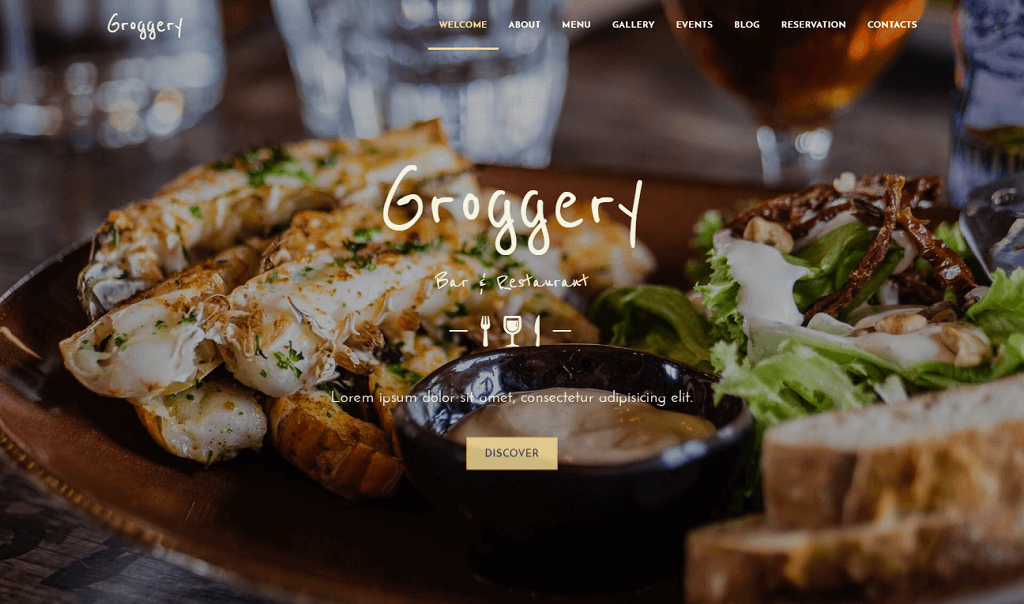 Groggery
WELCOME ABOUT MENU GALLERY EVENTS BLOG RESERVATION CONTACTS
Groggery
Bar & Restaurant
Lorem ipsum dolor sit amet, consectetur adipisicing elit.
DISCOVER